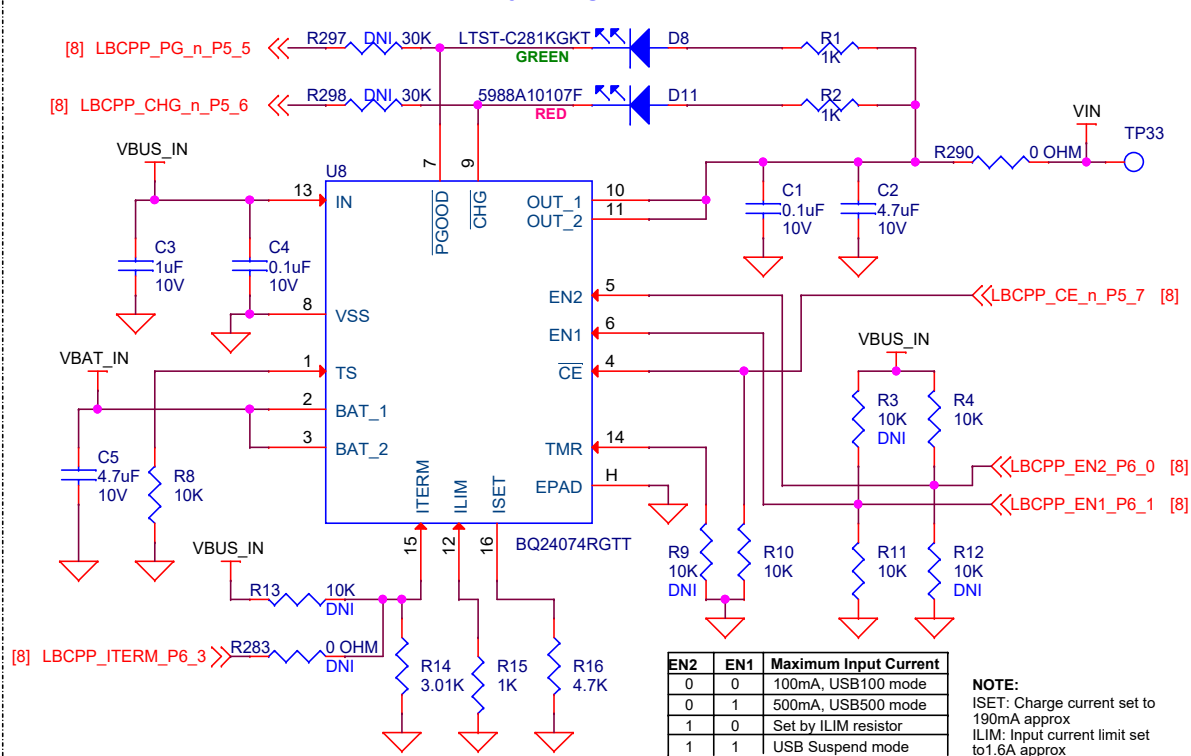 [8] LBCPP_PG_n_P5_5 R297 DNI 30K LTST-C281KGKT D8 R1
GREEN 1K
[8] LBCPP_CHG_n_P5_6 R298 DNI 30K 5988A10107F D11 R2
RED 1K
VIN
TP33
R290 0 OHM
VBUS_IN
U8
7 9
13 IN
PGOOD CHG
OUT_1 10
OUT_2 11
C1
0.1uF
10V
C2
4.7uF
10V
C3
1uF
10V
C4
0.1uF
10V
8 VSS
EN2 5
LBCPP_CE_n_P5_7 [8]
EN1 6
VBAT_IN
VBUS_IN
1 TS
CE 4
2 BAT_1
3 BAT_2
R3
10K
DNI
R4
10K
TMR 14
C5
4.7uF
10V
R8
10K
LBCPP_EN2_P6_0 [8]
EPAD H
ITERM ILIM ISET
LBCPP_EN1_P6_1 [8]
15 12 16
BQ24074RGTT
VBUS_IN
R9
10K
DNI
R10
10K
R11
10K
R12
10K
DNI
R13 10K
DNI
[8] LBCPP_ITERM_P6_3 R283 0 OHM
DNI
R14
3.01K
R15
1K
R16
4.7K
EN2 EN1 Maximum Input Current
0 0 100mA, USB100 mode
0 1 500mA, USB500 mode
1 0 Set by ILIM resistor
1 1 USB Suspend mode
NOTE:
ISET: Charge current set to
190mA approx
ILIM: Input current limit set
to1.6A approx